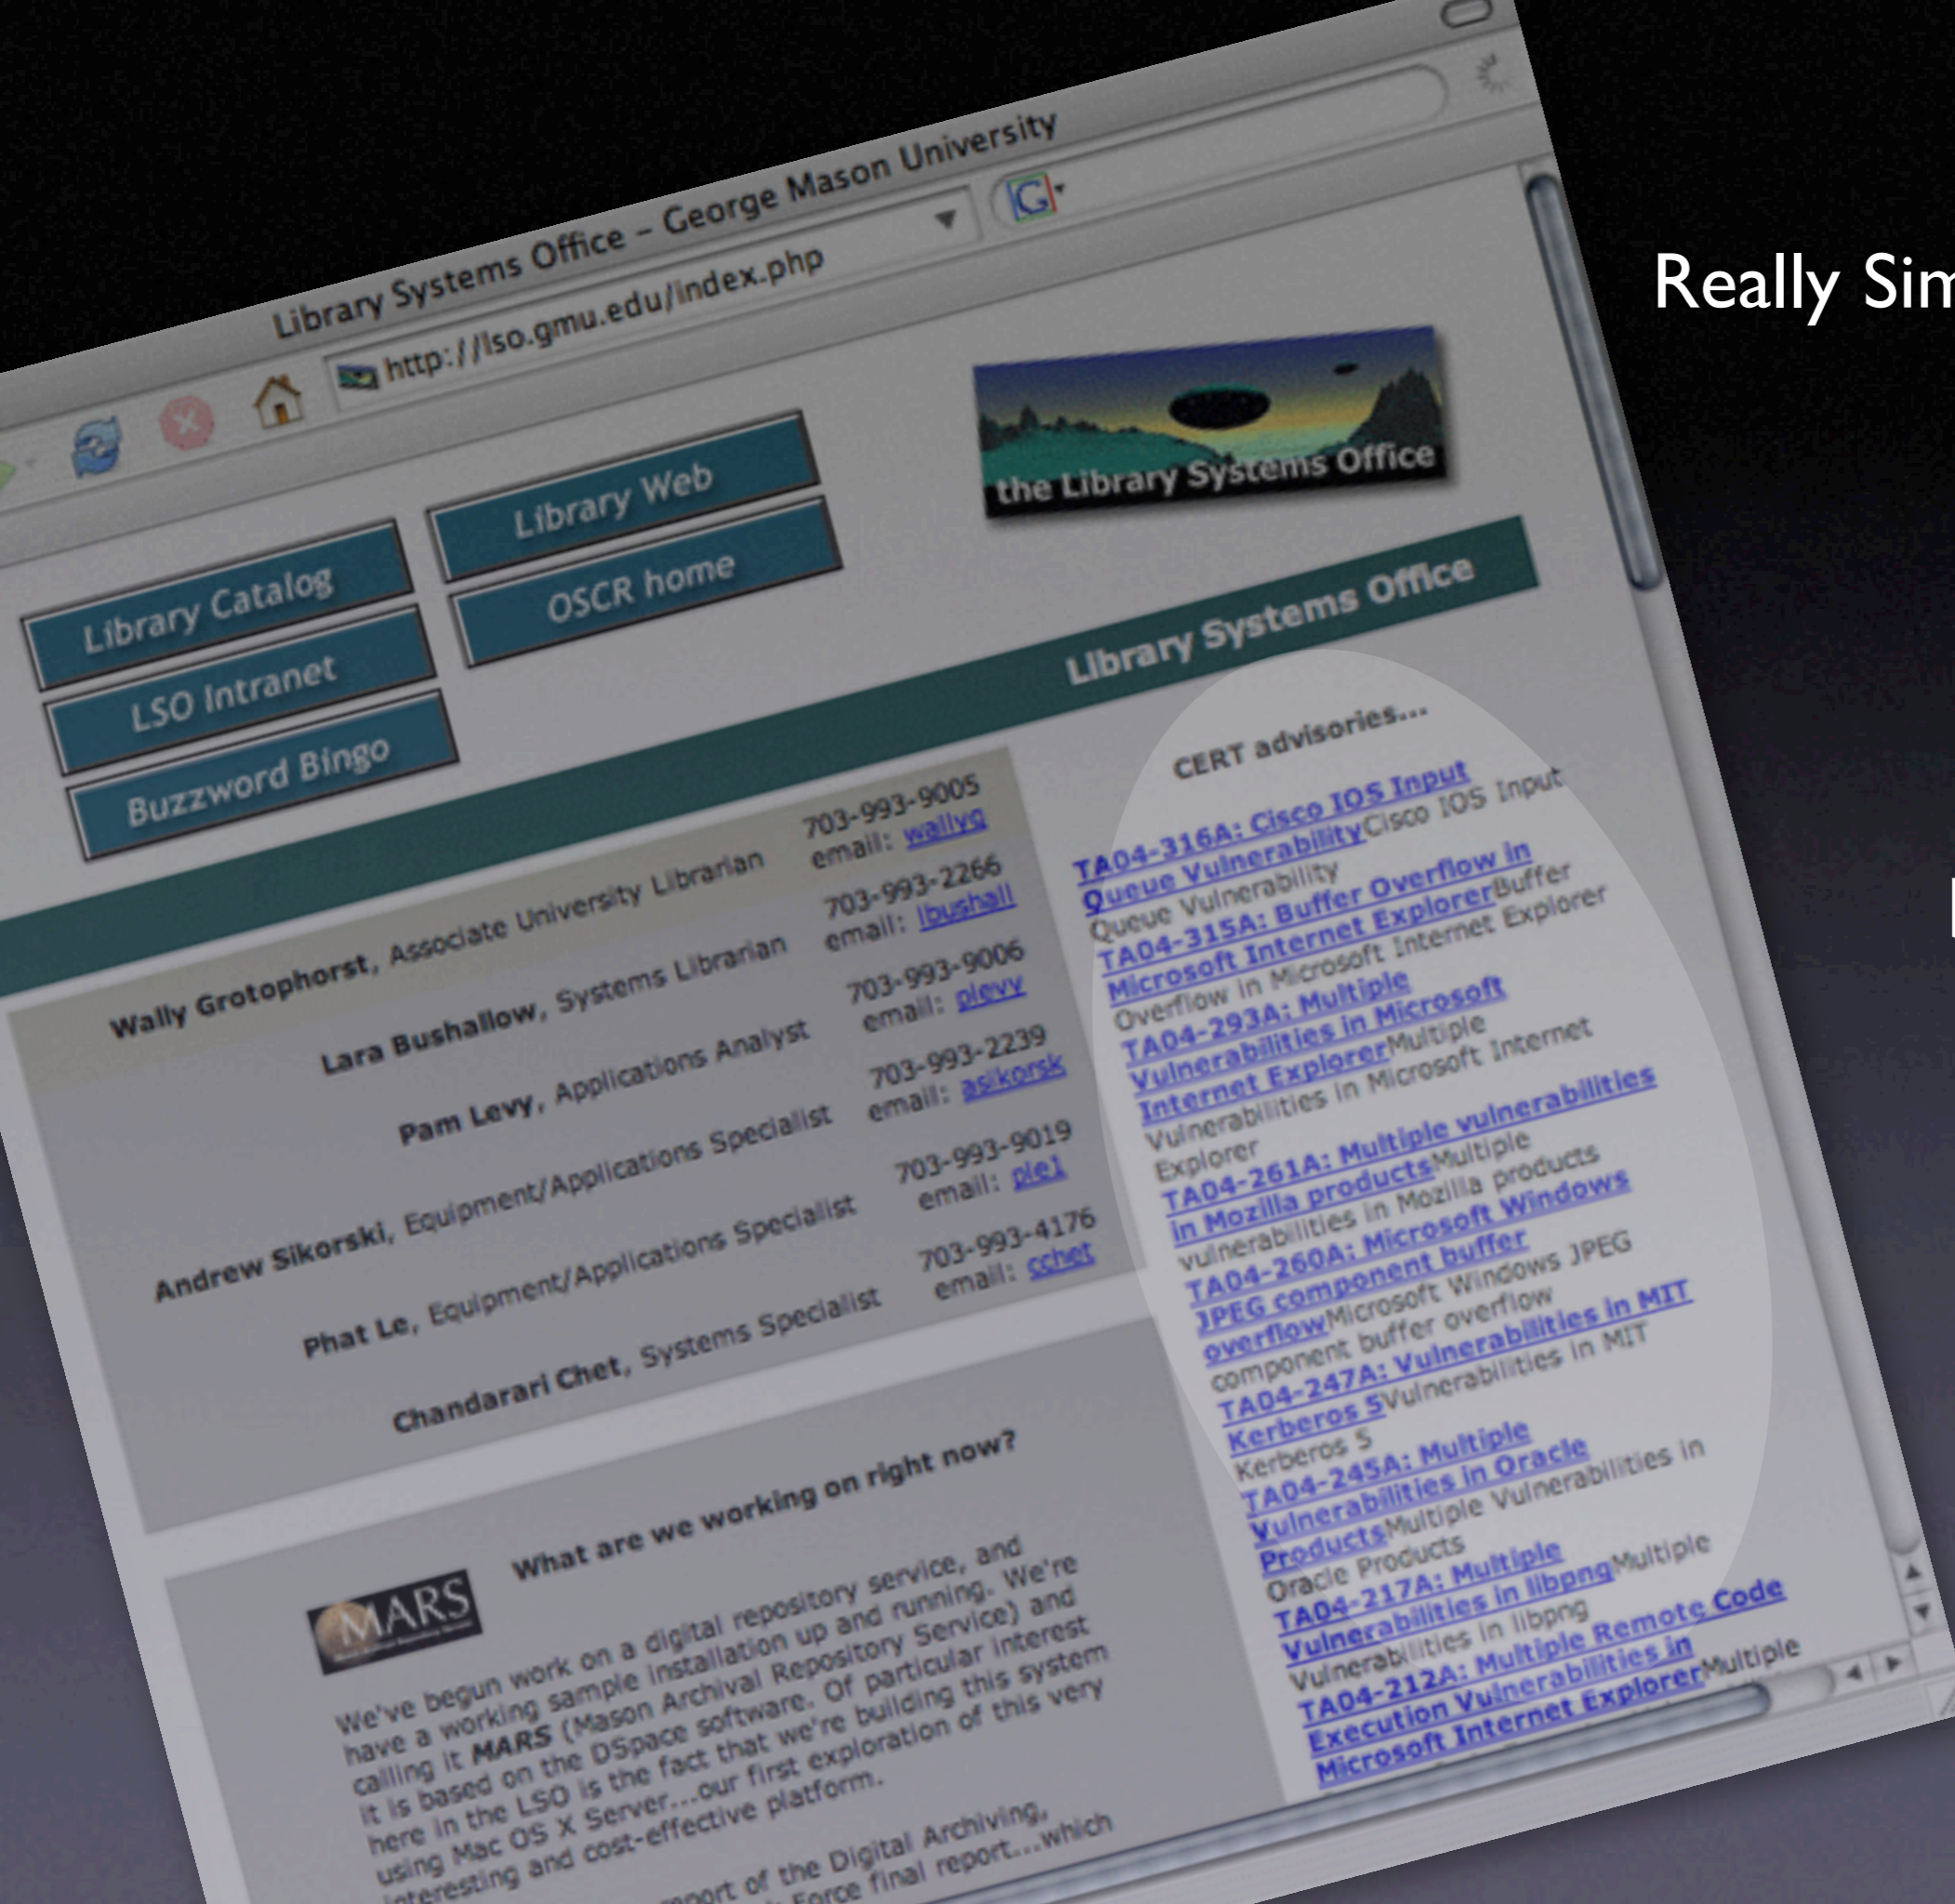 Library Systems Office – George Mason University
http://lso.gmu.edu/index.php
G
Really Sim
the Library Systems Office
Library Catalog
LSO Intranet
Buzzword Bingo
Library Web
OSCR home
Library Systems Office
Wally Grotophorst, Associate University Librarian
703-993-9005
email: wallyg
Lara Bushallow, Systems Librarian
703-993-2266
email: lbushall
Pam Levy, Applications Analyst
703-993-9006
email: plevy
Andrew Sikorski, Equipment/Applications Specialist
703-993-2239
email: asikorsk
Phat Le, Equipment/Applications Specialist
703-993-9019
email: ple1
Chandarari Chet, Systems Specialist
703-993-4176
email: cchet
What are we working on right now?
MARS
We've begun work on a digital repository service, and
have a working sample installation up and running. We're
calling it MARS (Mason Archival Repository Service) and
it is based on the DSpace software. Of particular interest
here in the LSO is the fact that we're building this system
using Mac OS X Server...our first exploration of this very
interesting and cost-effective platform.
report of the Digital Archiving,
Force final report...which
CERT advisories...
TA04-316A: Cisco IOS Input
Queue VulnerabilityCisco IOS Input
Queue Vulnerability
TA04-315A: Buffer Overflow in
Microsoft Internet ExplorerBuffer
Overflow in Microsoft Internet Explorer
TA04-293A: Multiple
Vulnerabilities in Microsoft
Internet ExplorerMultiple
Vulnerabilities in Microsoft Internet
Explorer
TA04-261A: Multiple vulnerabilities
in Mozilla productsMultiple
vulnerabilities in Mozilla products
TA04-260A: Microsoft Windows
JPEG component buffer
overflowMicrosoft Windows JPEG
component buffer overflow
TA04-247A: Vulnerabilities in MIT
Kerberos 5Vulnerabilities in MIT
Kerberos 5
TA04-245A: Multiple
Vulnerabilities in Oracle
ProductsMultiple Vulnerabilities in
Oracle Products
TA04-217A: Multiple
Vulnerabilities in libpngMultiple
Vulnerabilities in libpng
TA04-212A: Multiple Remote Code
Execution Vulnerabilities in
Microsoft Internet ExplorerMultiple